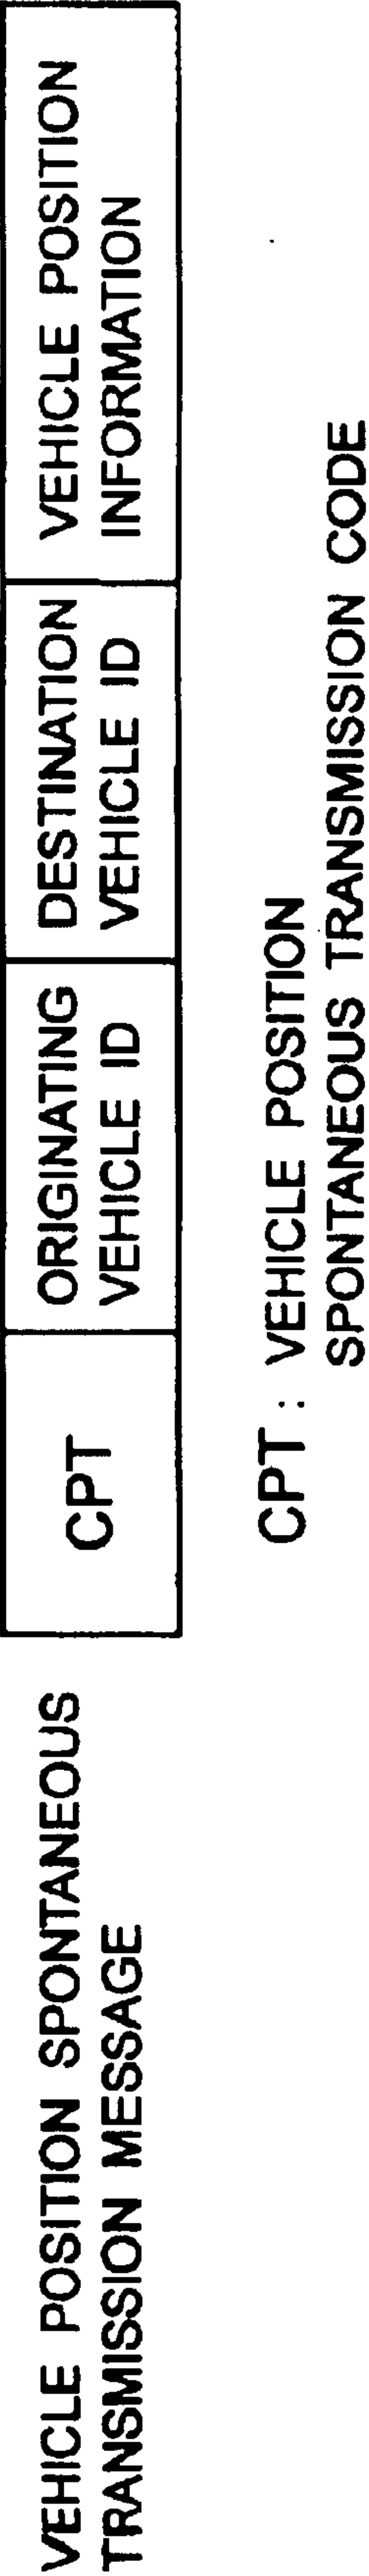 VEHICLE POSITION SPONTANEOUS
TRANSMISSION MESSAGE
CPT
ORIGINATING
VEHICLE ID
DESTINATION
VEHICLE ID
VEHICLE POSITION
INFORMATION
CPT : VEHICLE POSITION
SPONTANEOUS TRANSMISSION CODE